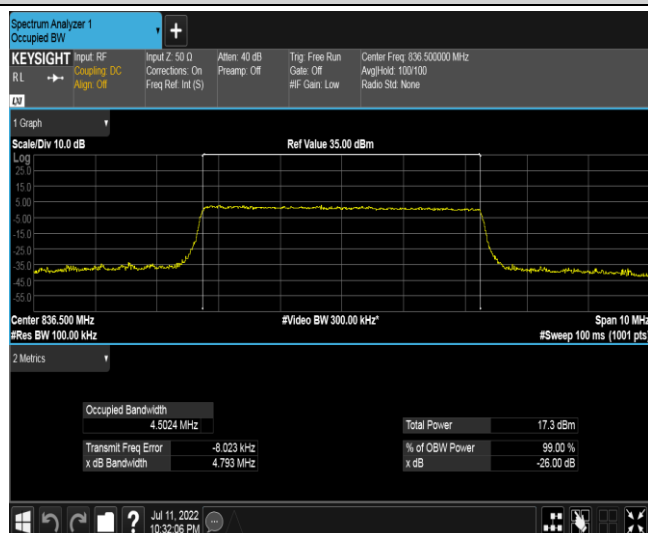 Spectrum Analyzer 1
Occupied BW
+
KEYSIGHT
RL
LXI
Input: RF
Coupling: DC
Align: Off
Input Z: 50 Ω
Corrections: On
Freq Ref: Int (S)
Atten: 40 dB
Preamp: Off
Trig: Free Run
Gate: Off
#IF Gain: Low
Center Freq: 836.500000 MHz
Avg|Hold: 100/100
Radio Std: None
1 Graph
Scale/Div 10.0 dB
Ref Value 35.00 dBm
Log
25.0
15.0
5.00
-5.00
-15.0
-25.0
-35.0
-45.0
-55.0
Center 836.500 MHz
#Video BW 300.00 kHz*
Span 10 MHz
#Res BW 100.00 kHz
#Sweep 100 ms (1001 pts)
2 Metrics
Occupied Bandwidth
4.5024 MHz
Total Power 17.3 dBm
Transmit Freq Error -8.023 kHz
% of OBW Power 99.00 %
x dB Bandwidth 4.793 MHz
x dB -26.00 dB
?
Jul 11, 2022
10:32:06 PM